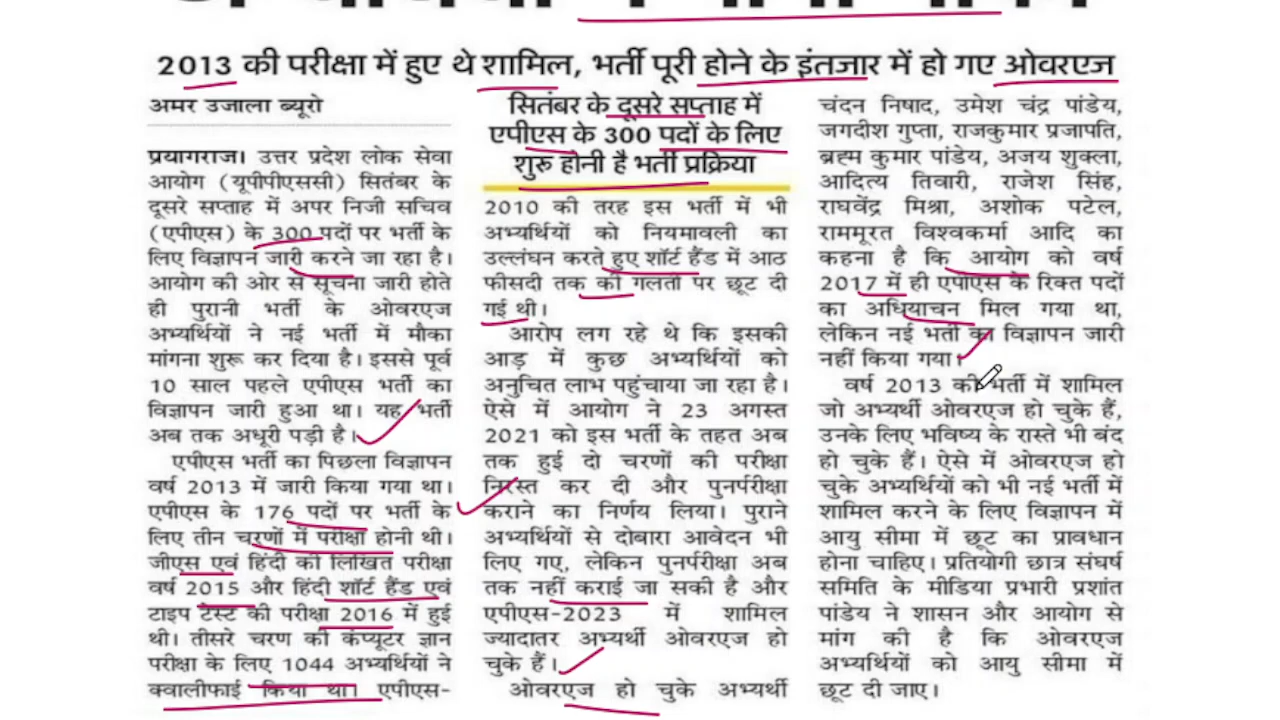 2013 की परीक्षा में हुए थे शामिल, भर्ती पूरी होने के इंतजार में हो गए ओवरएज
अमर उजाला ब्यूरो
प्रयागराज। उत्तर प्रदेश लोक सेवा
आयोग (यूपीपीएससी) सितंबर के
दूसरे सप्ताह में अपर निजी सचिव
(एपीएस) के 300 पदों पर भर्ती के
लिए विज्ञापन जारी करने जा रहा है।
आयोग की ओर से सूचना जारी होते
ही पुरानी भर्ती के ओवरएज
अभ्यर्थियों ने नई भर्ती में मौका
मांगना शुरू कर दिया है। इससे पूर्व
10 साल पहले एपीएस भर्ती का
विज्ञापन जारी हुआ था। यह भर्ती
अब तक अधूरी पड़ी है।
एपीएस भर्ती का पिछला विज्ञापन
वर्ष 2013 में जारी किया गया था।
एपीएस के 176 पदों पर भर्ती के
लिए तीन चरणों में परीक्षा होनी थी।
जीएस एवं हिंदी की लिखित परीक्षा
वर्ष 2015 और हिंदी शॉर्ट हैंड एवं
टाइप टेस्ट की परीक्षा 2016 में हुई
थी। तीसरे चरण की कंप्यूटर ज्ञान
परीक्षा के लिए 1044 अभ्यर्थियों ने
क्वालीफाई किया था। एपीएस-
सितंबर के दूसरे सप्ताह में
एपीएस के 300 पदों के लिए
शुरू होनी है भर्ती प्रक्रिया
2010 की तरह इस भर्ती में भी
अभ्यर्थियों को नियमावली का
उल्लंघन करते हुए शॉर्ट हैंड में आठ
फीसदी तक की गलती पर छूट दी
गई थी।
आरोप लग रहे थे कि इसकी
आड़ में कुछ अभ्यर्थियों को
अनुचित लाभ पहुंचाया जा रहा है।
ऐसे में आयोग ने 23 अगस्त
2021 को इस भर्ती के तहत अब
तक हुई दो चरणों की परीक्षा
निरस्त कर दी और पुनर्परीक्षा
कराने का निर्णय लिया। पुराने
अभ्यर्थियों से दोबारा आवेदन भी
लिए गए, लेकिन पुनर्परीक्षा अब
तक नहीं कराई जा सकी है और
एपीएस-2023 में शामिल
ज्यादातर अभ्यर्थी ओवरएज हो
चुके हैं।
ओवरएज हो चुके अभ्यर्थी
चंदन निषाद, उमेश चंद्र पांडेय,
जगदीश गुप्ता, राजकुमार प्रजापति,
ब्रह्म कुमार पांडेय, अजय शुक्ला,
आदित्य तिवारी, राजेश सिंह,
राघवेंद्र मिश्रा, अशोक पटेल,
राममूरत विश्वकर्मा आदि का
कहना है कि आयोग को वर्ष
2017 में ही एपीएस के रिक्त पदों
का अधियाचन मिल गया था,
लेकिन नई भर्ती का विज्ञापन जारी
नहीं किया गया।
वर्ष 2013 की भर्ती में शामिल
जो अभ्यर्थी ओवरएज हो चुके हैं,
उनके लिए भविष्य के रास्ते भी बंद
हो चुके हैं। ऐसे में ओवरएज हो
चुके अभ्यर्थियों को भी नई भर्ती में
शामिल करने के लिए विज्ञापन में
आयु सीमा में छूट का प्रावधान
होना चाहिए। प्रतियोगी छात्र संघर्ष
समिति के मीडिया प्रभारी प्रशांत
पांडेय ने शासन और आयोग से
मांग की है कि ओवरएज
अभ्यर्थियों को आयु सीमा में
छूट दी जाए।